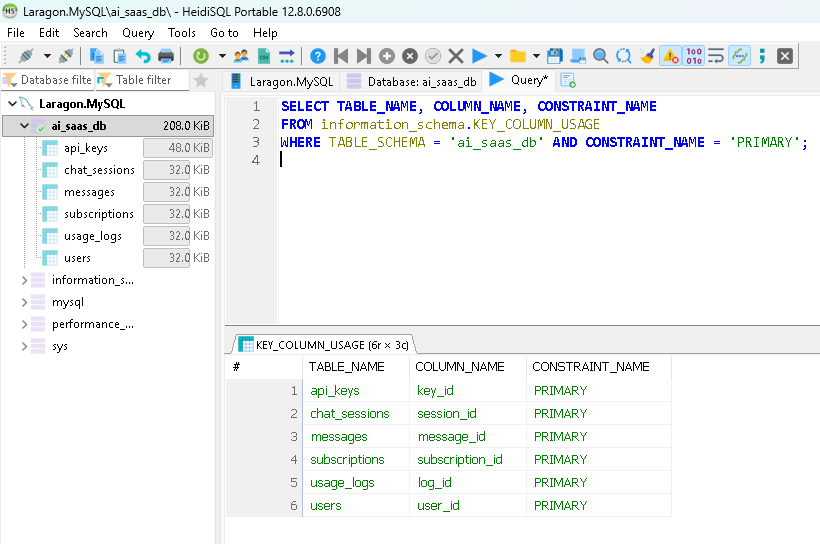 Laragon.MySQL\ai_saas_db\ - HeidiSQL Portable 12.8.0.6908
File Edit Search Query Tools Go to Help
Database filte Table filter Laragon.MySQL Database: ai_saas_db Query*
Laragon.MySQL
ai_saas_db 208.0 KiB
api_keys 48.0 KiB
chat_sessions 32.0 KiB
messages 32.0 KiB
subscriptions 32.0 KiB
usage_logs 32.0 KiB
users 32.0 KiB
information_s...
mysql
performance_...
sys
1 SELECT TABLE_NAME, COLUMN_NAME, CONSTRAINT_NAME
2 FROM information_schema.KEY_COLUMN_USAGE
3 WHERE TABLE_SCHEMA = 'ai_saas_db' AND CONSTRAINT_NAME = 'PRIMARY';
4
KEY_COLUMN_USAGE (6r × 3c)
# TABLE_NAME COLUMN_NAME CONSTRAINT_NAME
1 api_keys key_id PRIMARY
2 chat_sessions session_id PRIMARY
3 messages message_id PRIMARY
4 subscriptions subscription_id PRIMARY
5 usage_logs log_id PRIMARY
6 users user_id PRIMARY